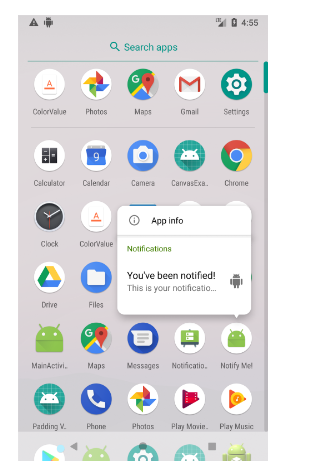 4:55
Search apps
ColorValue Photos Maps Gmail Settings
Calculator Calendar Camera CanvasExa.. Chrome
Clock ColorValue
App info
Notifications
You've been notified!
This is your notificatio...
Drive Files
MainActivi.. Maps Messages Notificatio.. Notify Me!
Padding V.. Phone Photos Play Movie.. Play Music